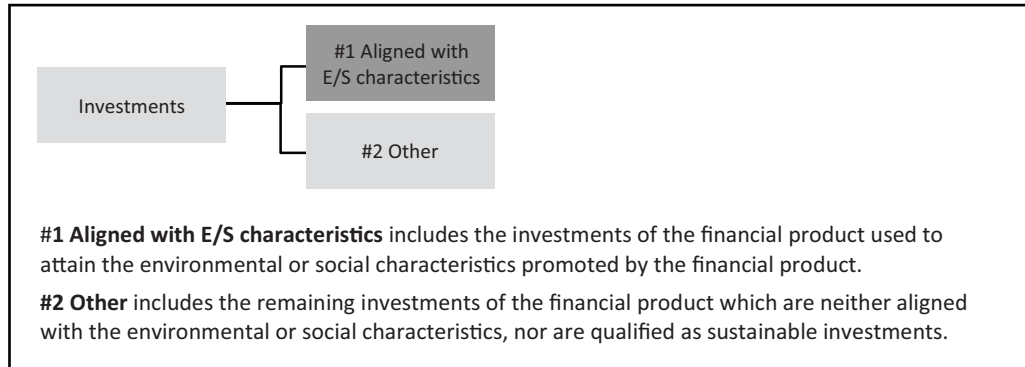 #1 Aligned with
E/S characteristics
Investments
#2 Other
#1 Aligned with E/S characteristics includes the investments of the financial product used to
attain the environmental or social characteristics promoted by the financial product.
#2 Other includes the remaining investments of the financial product which are neither aligned
with the environmental or social characteristics, nor are qualified as sustainable investments.